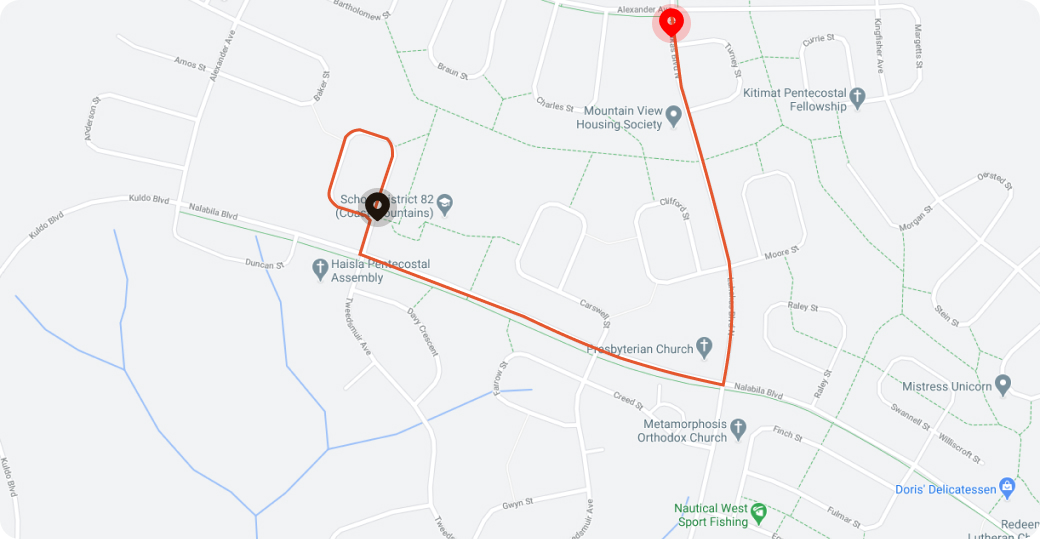 Bartholomew St
Alexander Ave
Alexander Ave
Amos St
Baker St
Anderson St
Braun St
Charles St
Turney St
Currie St
Kingfisher Ave
Margetts St
Kitimat Pentecostal
Fellowship
Mountain View
Housing Society
School District 82
(Coast Mountains)
Clifford St
Oersted St
Morgan St
Kuldo Blvd
Kuldo Blvd
Nalabila Blvd
Duncan St
Haisla Pentecostal
Assembly
Moore St
Tweedsmuir Ave
Davy Crescent
Carswell St
Raley St
Stein St
Presbyterian Church
Farrow St
Creed St
Nalabila Blvd
Raley St
Mistress Unicorn
Metamorphosis
Orthodox Church
Finch St
Swannell St
Williscroft St
Kuldo Blvd
Doris' Delicatessen
Gwyn St
Nautical West
Sport Fishing
Fulmar St
Redeem
Lutheran Ch